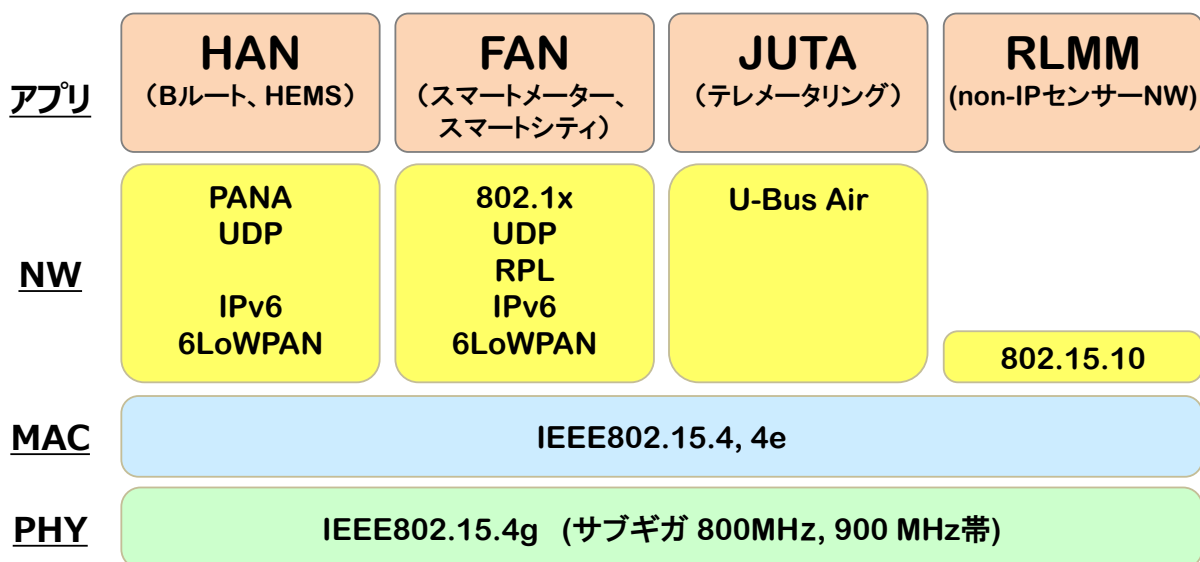 アプリ
HAN
（Bルート、HEMS）
FAN
（スマートメーター、
スマートシティ）
JUTA
（テレメータリング）
RLMM
(non-IPセンサーNW)
NW
PANA
UDP
IPv6
6LoWPAN
802.1x
UDP
RPL
IPv6
6LoWPAN
U-Bus Air
802.15.10
MAC
IEEE802.15.4, 4e
PHY
IEEE802.15.4g (サブギガ 800MHz, 900 MHz帯)